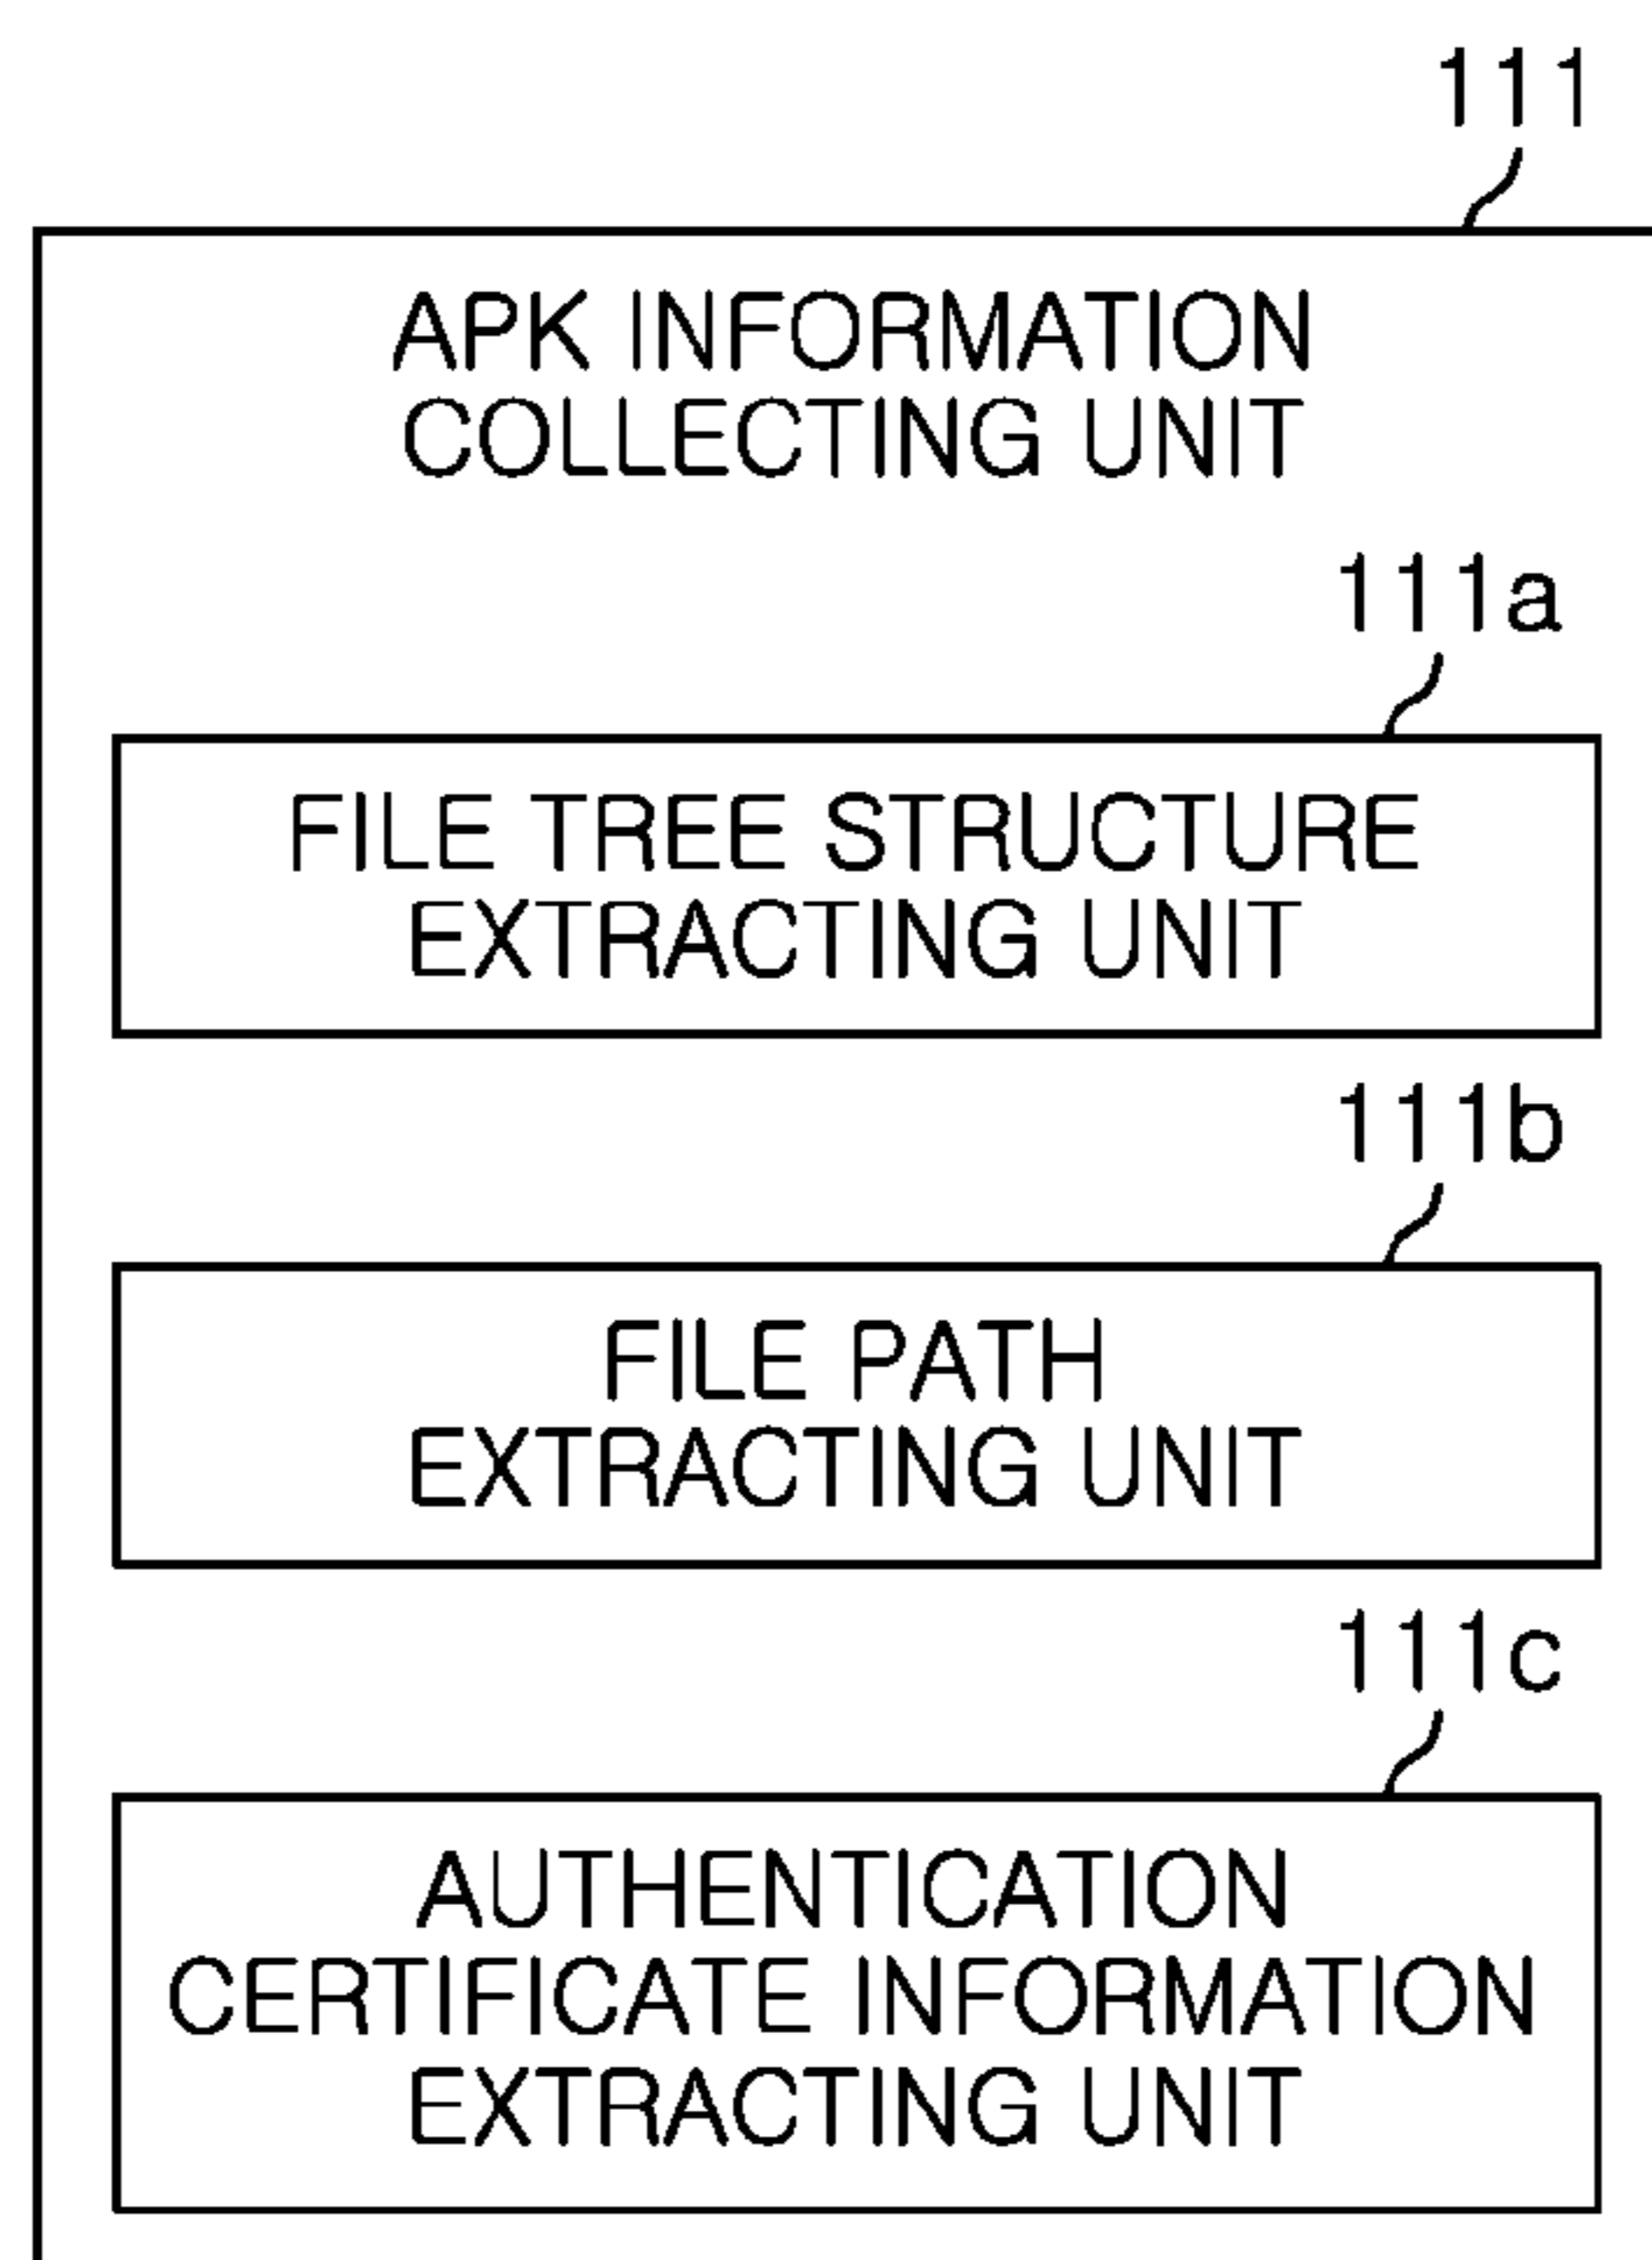 111
APK INFORMATION
COLLECTING UNIT
111a
FILE TREE STRUCTURE
EXTRACTING UNIT
111b
FILE PATH
EXTRACTING UNIT
111c
AUTHENTICATION
CERTIFICATE INFORMATION
EXTRACTING UNIT